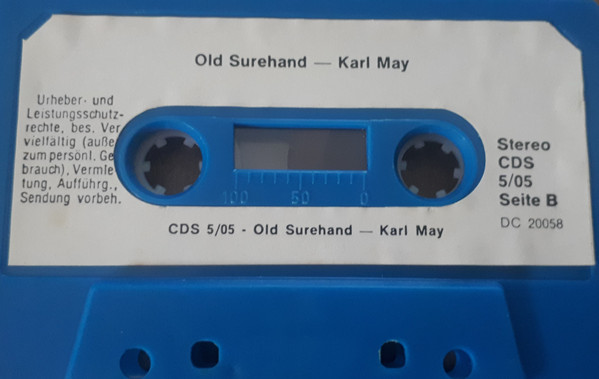 Old Surehand — Karl May
Urheber- und
Leistungsschutz-
rechte, bes. Ver
vielfältig (auße
zum persönl. Ge
brauch), Vermie
tung, Aufführg.,
Sendung vorbeh.
100 50 0
Stereo
CDS
5/05
Seite B
DC 20058
CDS 5/05 - Old Surehand — Karl May